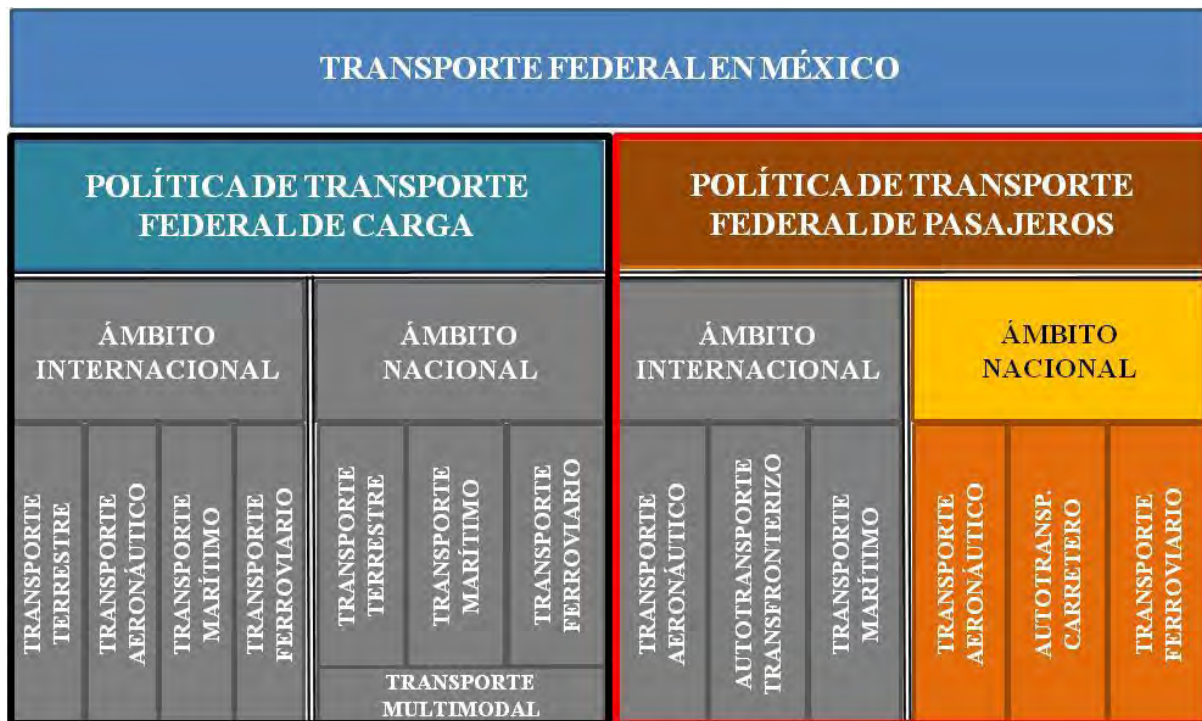 TRANSPORTE FEDERAL EN MÉXICO
POLÍTICA DE TRANSPORTE
FEDERAL DE CARGA
POLÍTICA DE TRANSPORTE
FEDERAL DE PASAJEROS
ÁMBITO
INTERNACIONAL
ÁMBITO
NACIONAL
ÁMBITO
INTERNACIONAL
ÁMBITO
NACIONAL
TRANSPORTE
TERRESTRE
TRANSPORTE
AERONÁUTICO
TRANSPORTE
MARÍTIMO
TRANSPORTE
FERROVIARIO
TRANSPORTE
TERRESTRE
TRANSPORTE
MARÍTIMO
TRANSPORTE
FERROVIARIO
TRANSPORTE
MULTIMODAL
TRANSPORTE
AERONÁUTICO
AUTOTRANSPORTE
TRANSFRONTERIZO
TRANSPORTE
MARÍTIMO
TRANSPORTE
AERONÁUTICO
AUTOTRANSP.
CARRETERO
TRANSPORTE
FERROVIARIO